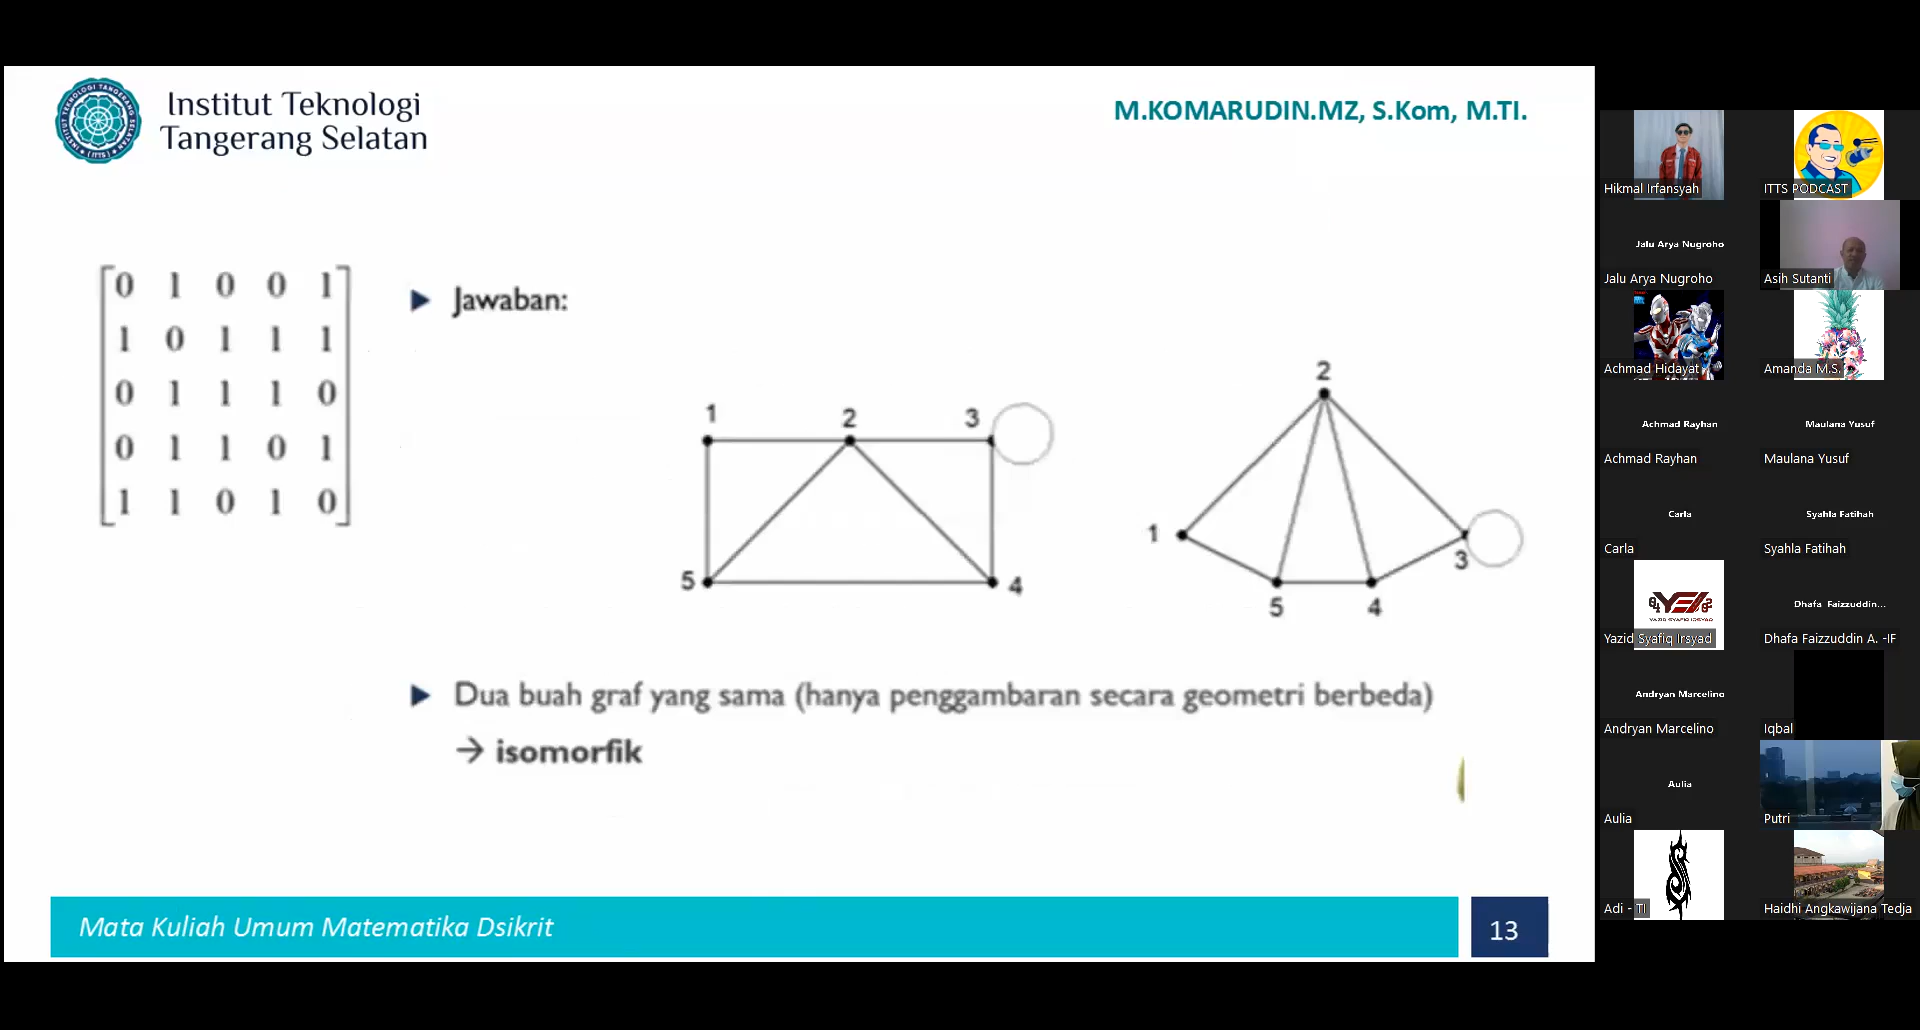 Institut Teknologi
Tangerang Selatan
M.KOMARUDIN.MZ, S.Kom, M.TI.
0 1 0 0 1
1 0 1 1 1
0 1 1 1 0
0 1 1 0 1
1 1 0 1 0
Jawaban:
1 2 3
5 4
2
1 3
5 4
Dua buah graf yang sama (hanya penggambaran secara geometri berbeda)
→ isomorfik
Mata Kuliah Umum Matematika Dsikrit
13
Hikmal Irfansyah
ITTS PODCAST
Jalu Arya Nugroho
Jalu Arya Nugroho
Asih Sutanti
Achmad Hidayat
Amanda M.S.
Achmad Rayhan
Achmad Rayhan
Maulana Yusuf
Maulana Yusuf
Carla
Carla
Syahla Fatihah
Syahla Fatihah
YEI
YAZID SYAFIQ IRSYAD
Yazid Syafiq Irsyad
Dhafa Faizzuddin...
Dhafa Faizzuddin A. -IF
Andryan Marcelino
Andryan Marcelino
Iqbal
Aulia
Aulia
Putri
Adi - TI
Haidhi Angkawijana Tedja